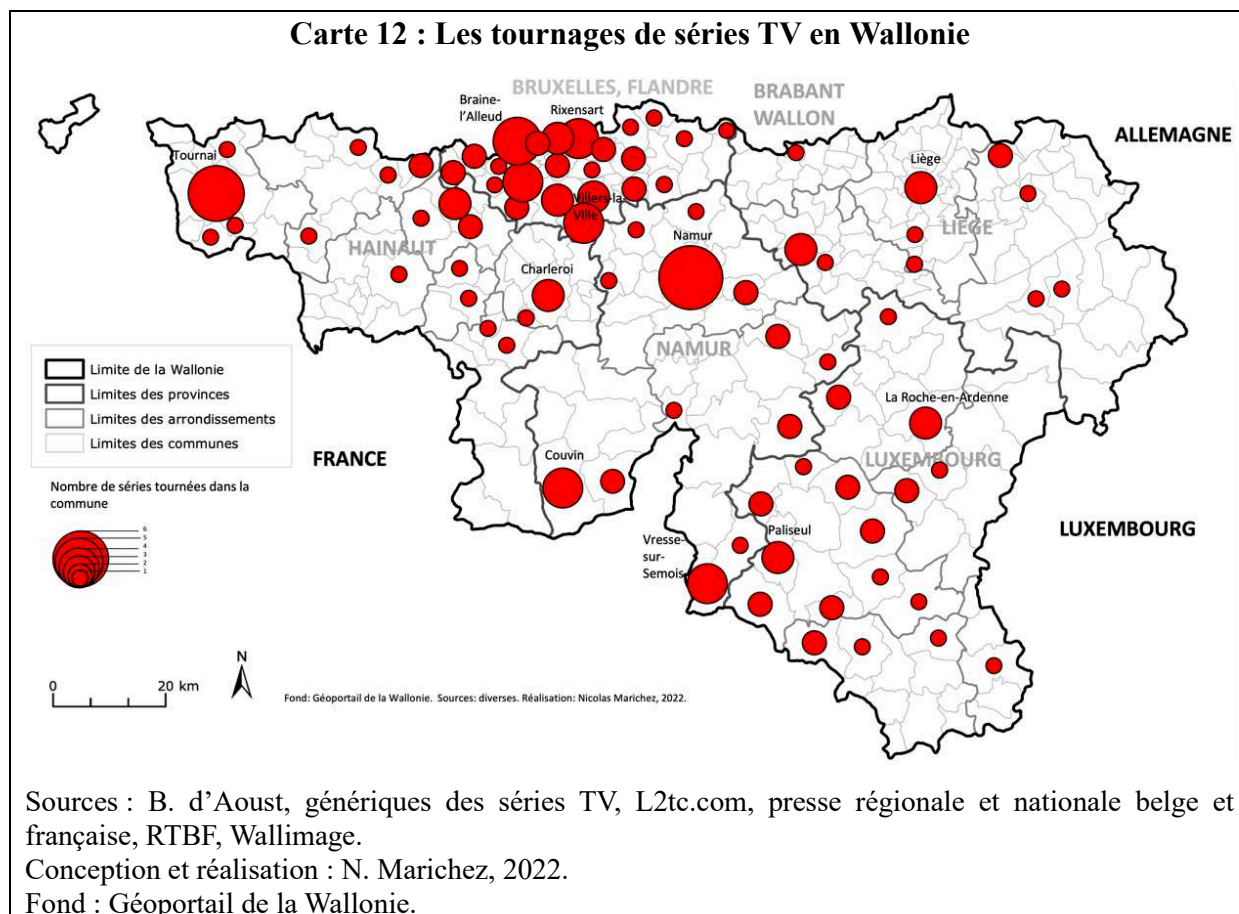 Carte 12 : Les tournages de séries TV en Wallonie
BRUXELLES, FLANDRE
BRABANT
WALLON
ALLEMAGNE
Braine-
l'Alleud
Rixensart
Tournai
Liège
LIÈGE
Villers-la-
Ville
HAINAUT
Namur
Charleroi
NAMUR
La Roche-en-Ardenne
LUXEMBOURG
Couvin
FRANCE
LUXEMBOURG
Paliseul
Vresse-
sur-
Semois
Limite de la Wallonie
Limites des provinces
Limites des arrondissements
Limites des communes
Nombre de séries tournées dans la
commune
6
5
4
3
2
1
N
0 20 km
Fond: Géoportail de la Wallonie. Sources: diverses. Réalisation: Nicolas Marichez, 2022.
Sources : B. d’Aoust, génériques des séries TV, L2tc.com, presse régionale et nationale belge et
française, RTBF, Wallimage.
Conception et réalisation : N. Marichez, 2022.
Fond : Géoportail de la Wallonie.